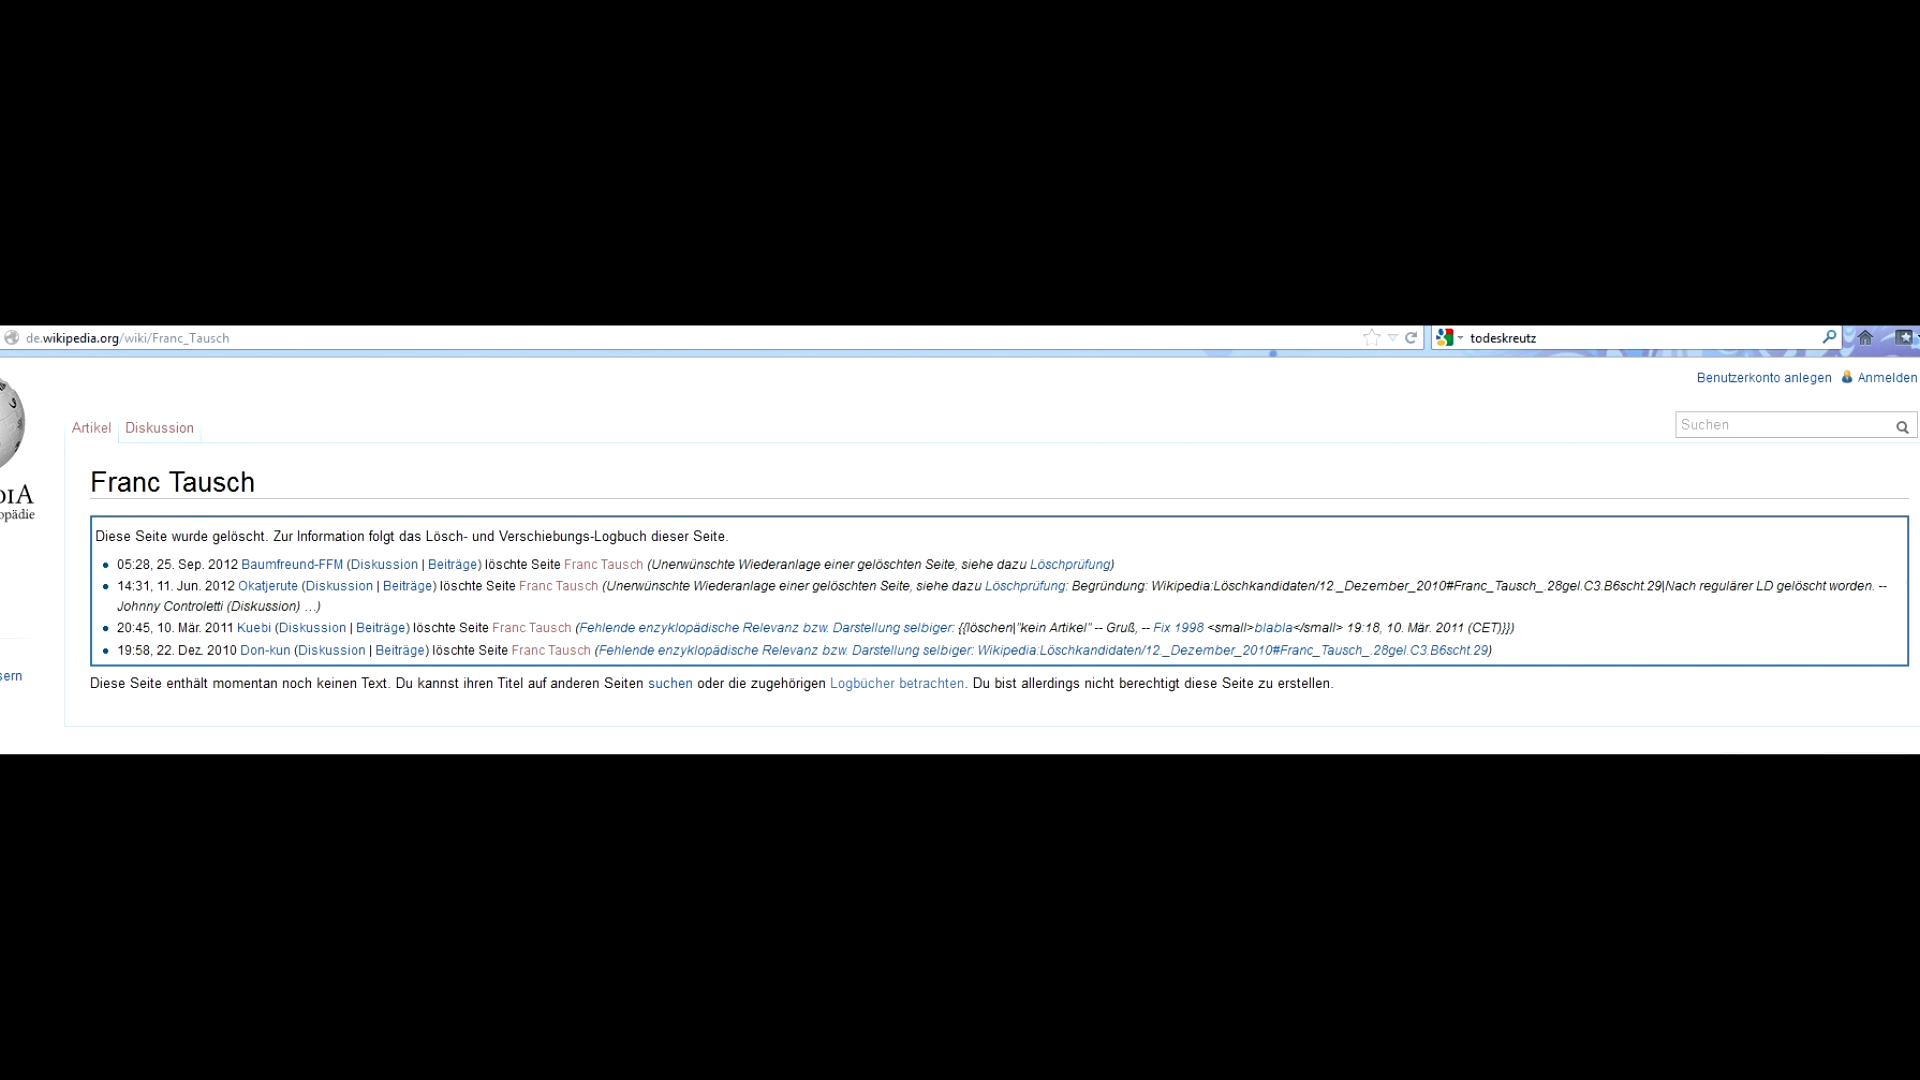 de.wikipedia.org/wiki/Franc_Tausch
todeskreutz
Benutzerkonto anlegen Anmelden
Artikel Diskussion
Suchen
Franc Tausch
DIA
opädie
Diese Seite wurde gelöscht. Zur Information folgt das Lösch- und Verschiebungs-Logbuch dieser Seite.
05:28, 25. Sep. 2012 Baumfreund-FFM (Diskussion | Beiträge) löschte Seite Franc Tausch (Unerwünschte Wiederanlage einer gelöschten Seite, siehe dazu Löschprüfung)
14:31, 11. Jun. 2012 Okatjerute (Diskussion | Beiträge) löschte Seite Franc Tausch (Unerwünschte Wiederanlage einer gelöschten Seite, siehe dazu Löschprüfung: Begründung: Wikipedia:Löschkandidaten/12._Dezember_2010#Franc_Tausch_.28gel.C3.B6scht.29|Nach regulärer LD gelöscht worden. --
Johnny Controletti (Diskussion) …)
20:45, 10. Mär. 2011 Kuebi (Diskussion | Beiträge) löschte Seite Franc Tausch (Fehlende enzyklopädische Relevanz bzw. Darstellung selbiger: {{löschen|"kein Artikel" -- Gruß, -- Fix 1998 <small>blabla</small> 19:18, 10. Mär. 2011 (CET)}})
19:58, 22. Dez. 2010 Don-kun (Diskussion | Beiträge) löschte Seite Franc Tausch (Fehlende enzyklopädische Relevanz bzw. Darstellung selbiger: Wikipedia:Löschkandidaten/12._Dezember_2010#Franc_Tausch_.28gel.C3.B6scht.29)
sern
Diese Seite enthält momentan noch keinen Text. Du kannst ihren Titel auf anderen Seiten suchen oder die zugehörigen Logbücher betrachten. Du bist allerdings nicht berechtigt diese Seite zu erstellen.